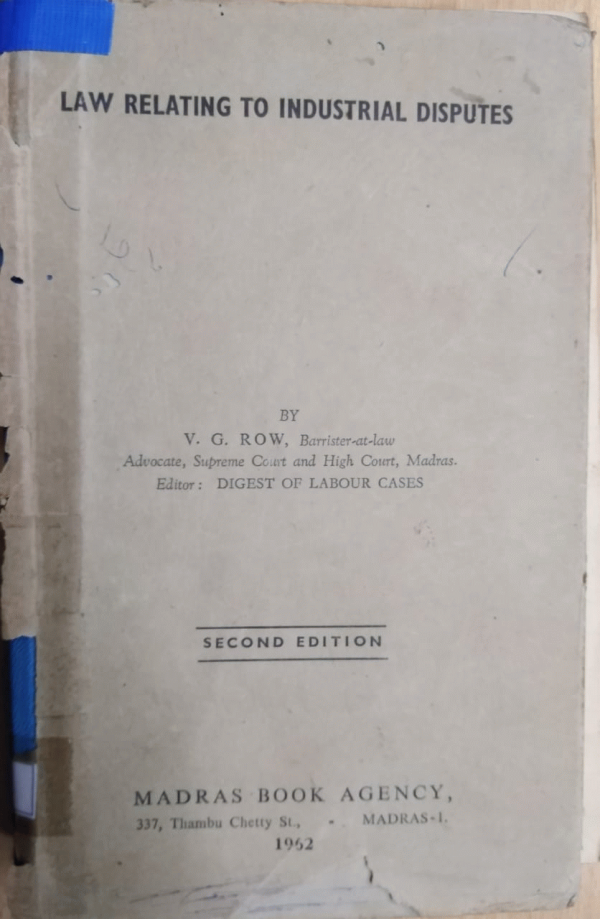 LAW RELATING TO INDUSTRIAL DISPUTES
BY
V. G. ROW, Barrister-at-law
Advocate, Supreme Court and High Court, Madras.
Editor : DIGEST OF LABOUR CASES
SECOND EDITION
MADRAS BOOK AGENCY,
337, Thambu Chetty St., - MADRAS-1.
1962